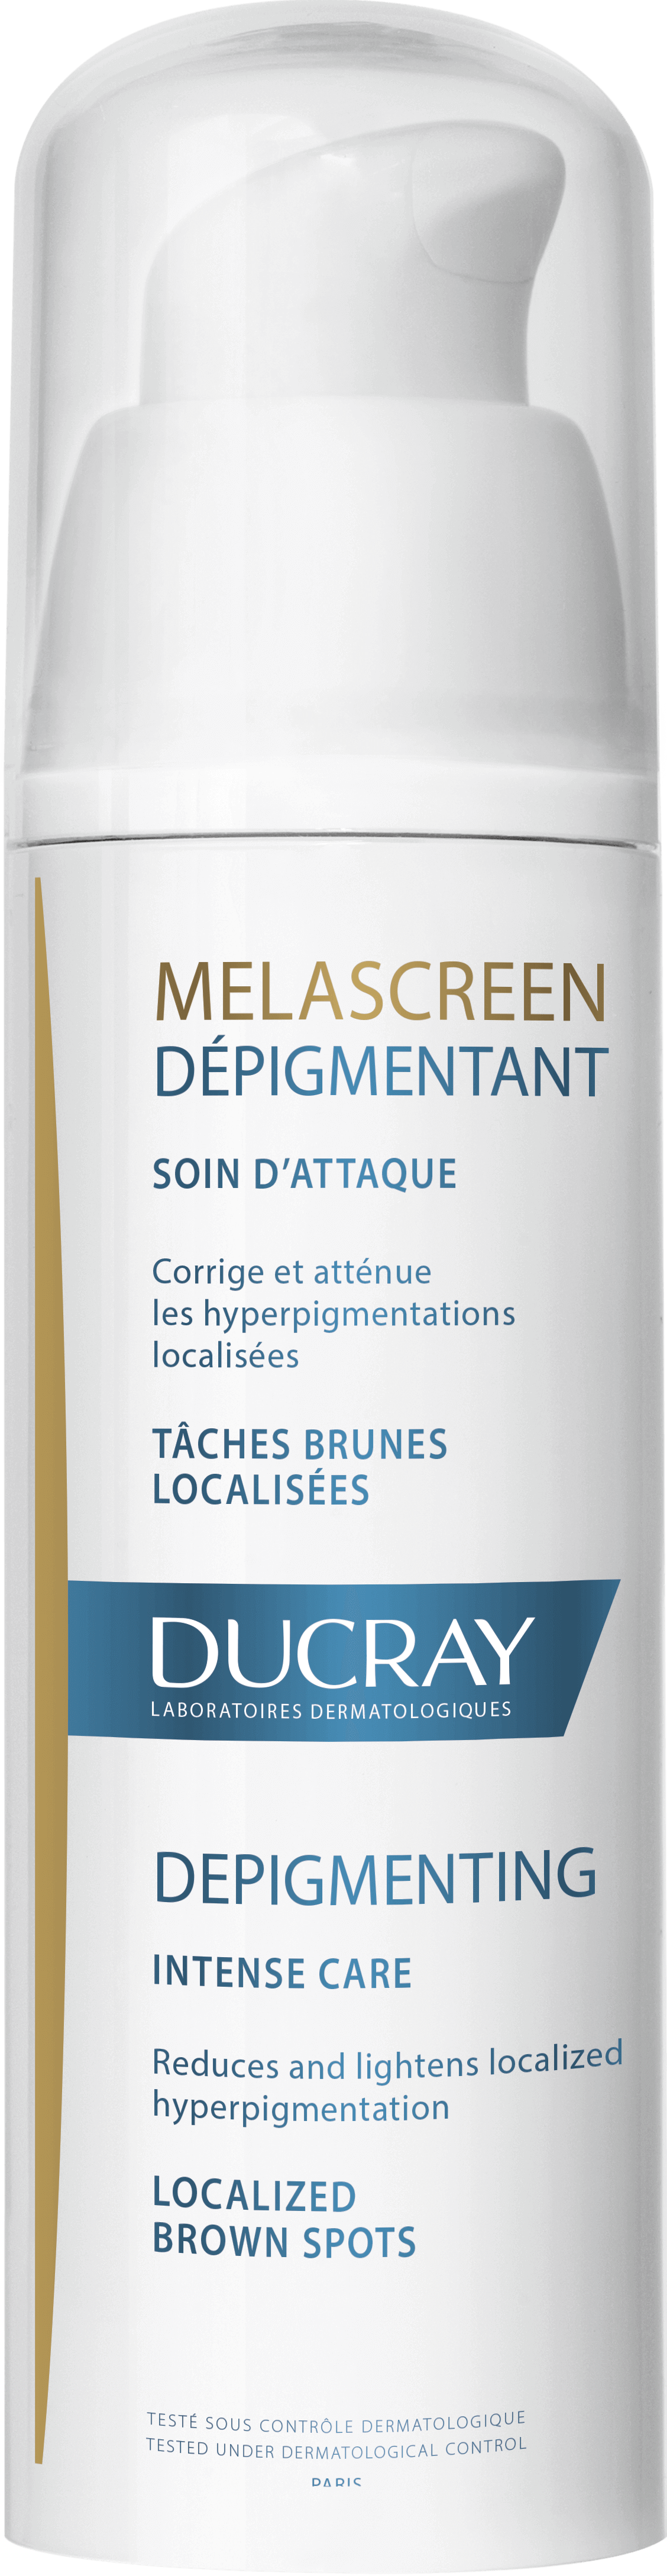 MELASCREEN
DÉPIGMENTANT
SOIN D’ATTAQUE
Corrige et atténue
les hyperpigmentations
localisées
TÂCHES BRUNES
LOCALISÉES
DUCRAY
LABORATOIRES DERMATOLOGIQUES
DEPIGMENTING
INTENSE CARE
Reduces and lightens localized
hyperpigmentation
LOCALIZED
BROWN SPOTS
TESTÉ SOUS CONTRÔLE DERMATOLOGIQUE
TESTED UNDER DERMATOLOGICAL CONTROL
PARIS